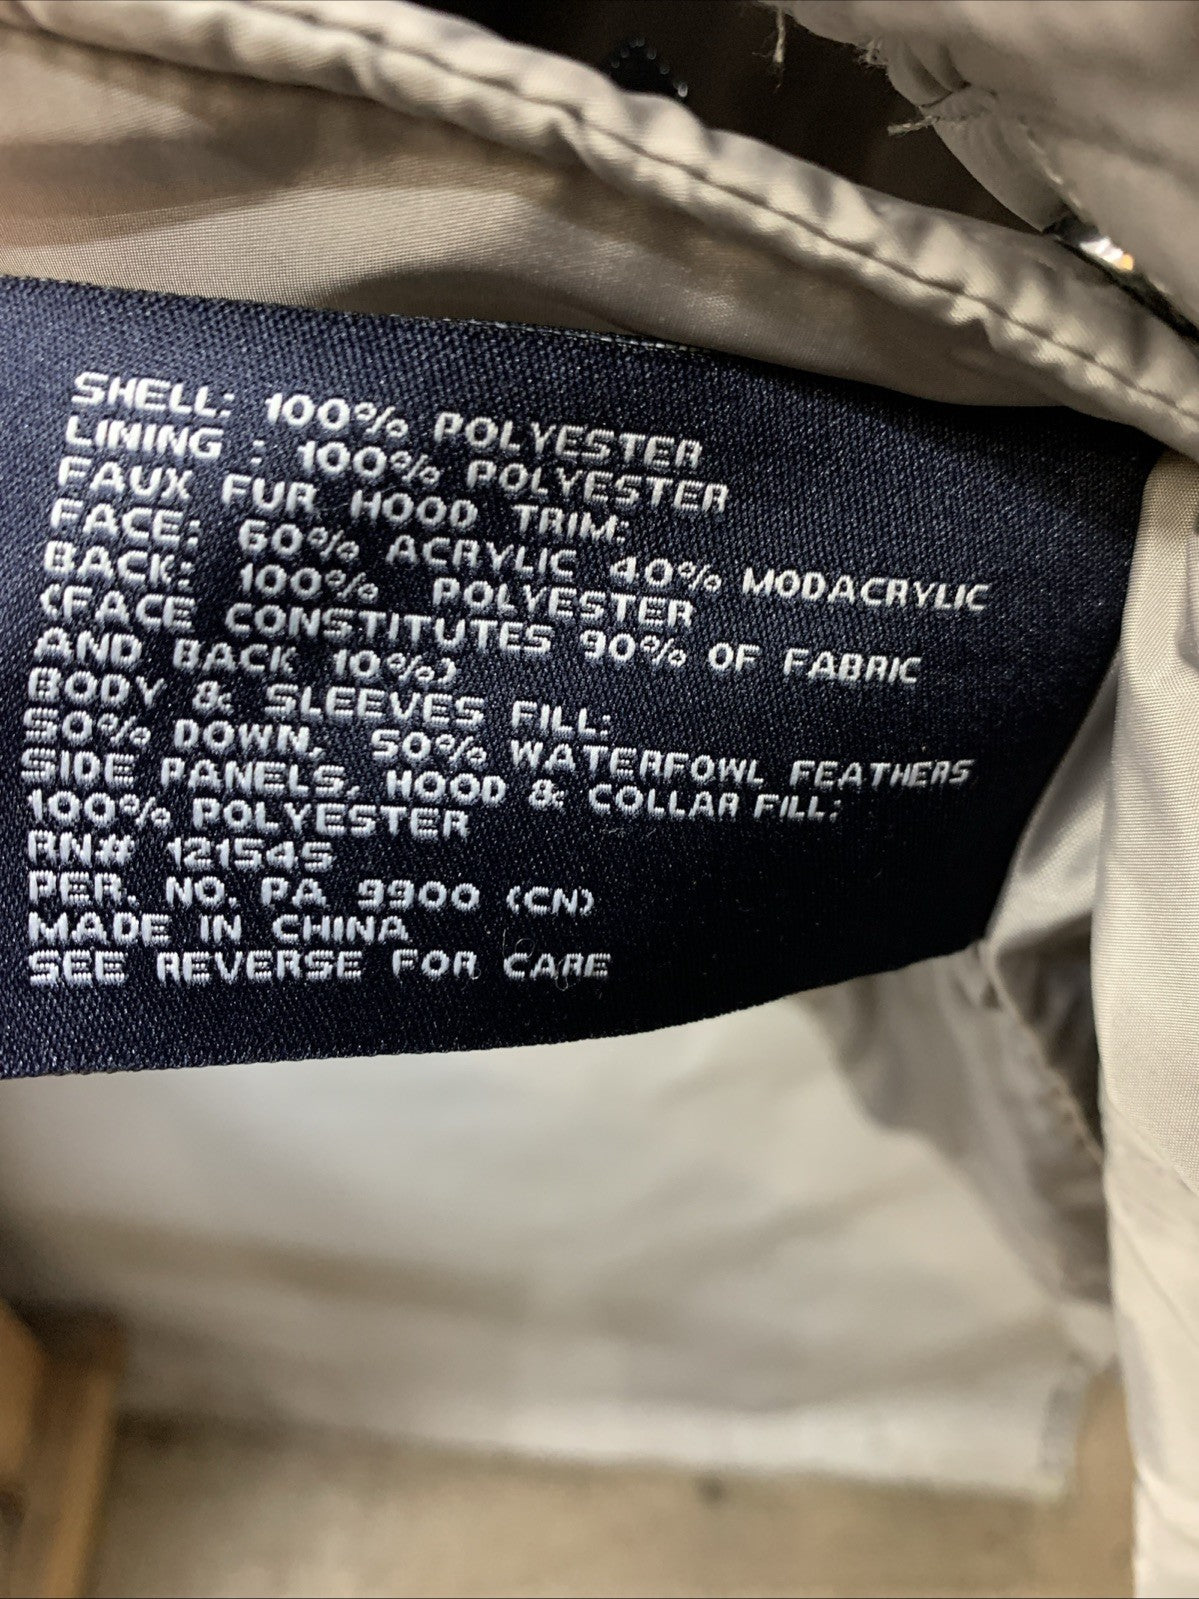 SHELL: 100% POLYESTER
LINING : 100% POLYESTER
FAUX FUR HOOD TRIM:
FACE: 60% ACRYLIC 40% MODACRYLIC
BACK: 100% POLYESTER
(FACE CONSTITUTES 90% OF FABRIC
AND BACK 10%)
BODY & SLEEVES FILL:
50% DOWN, 50% WATERFOWL FEATHERS
SIDE PANELS, HOOD & COLLAR FILL:
100% POLYESTER
RN# 121545
PER. NO. PA 9900 (CN)
MADE IN CHINA
SEE REVERSE FOR CARE